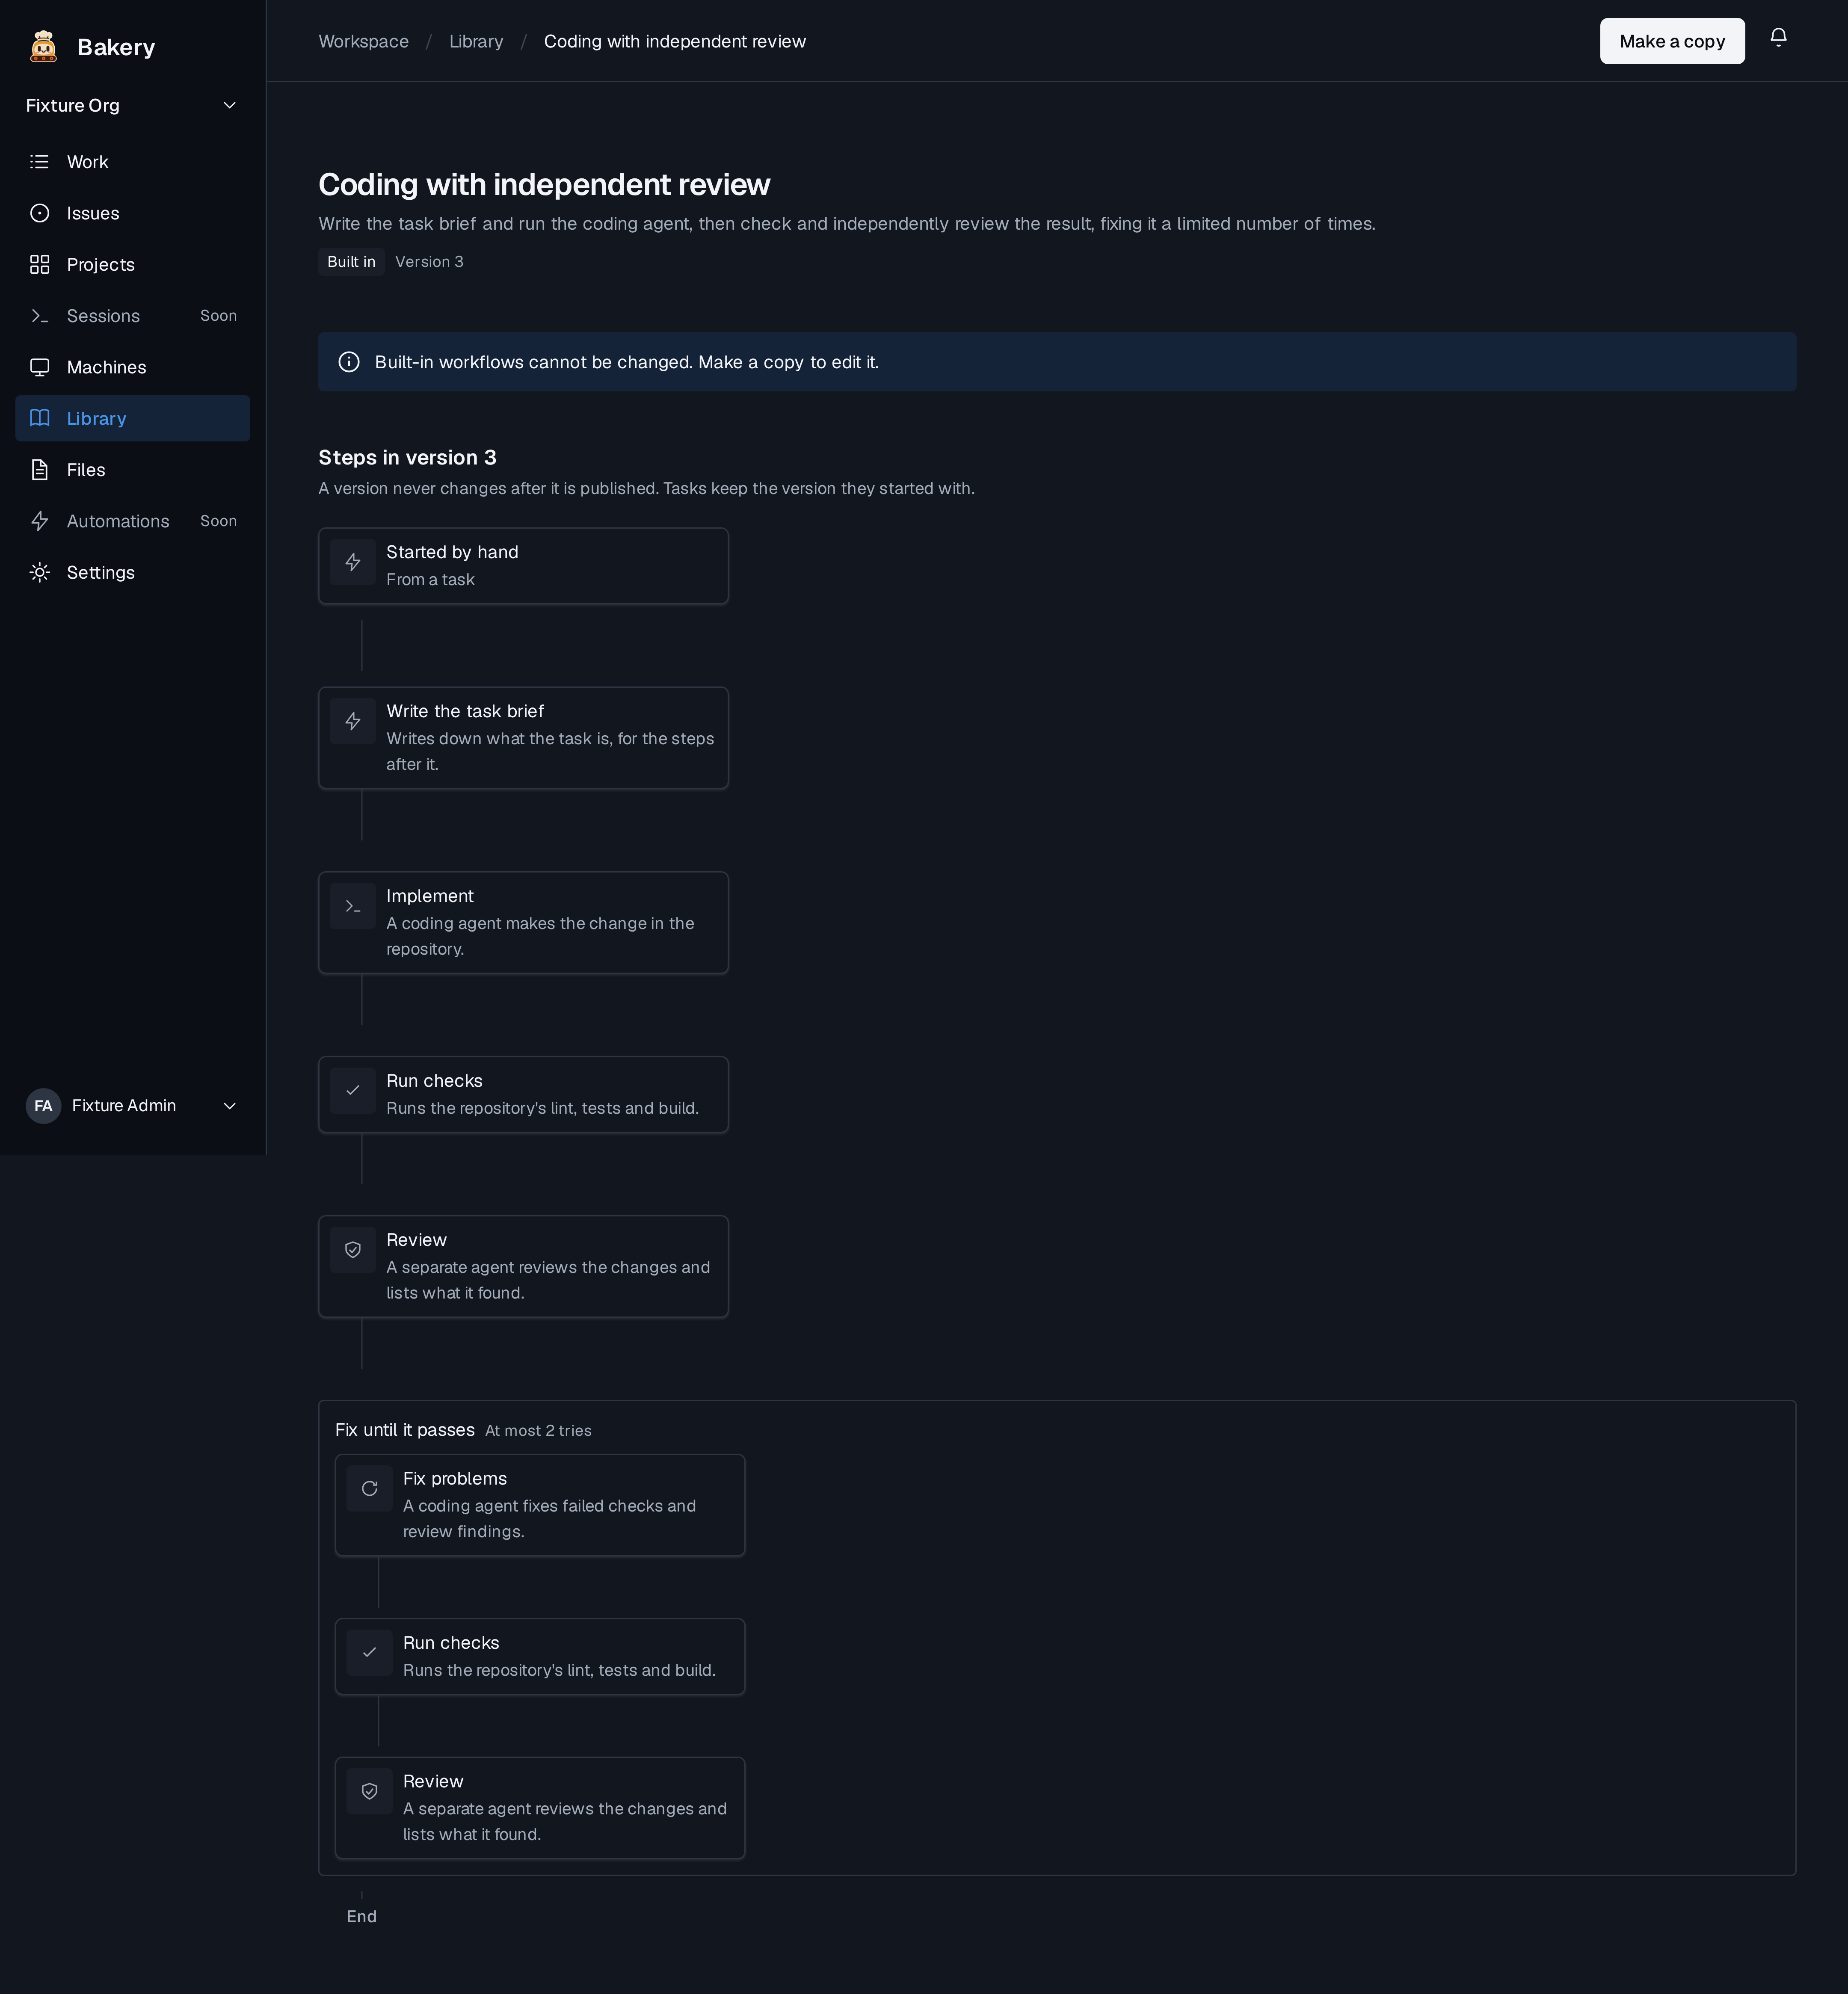 Bakery
Fixture Org
Work
Issues
Projects
Sessions Soon
Machines
Library
Files
Automations Soon
Settings
FA Fixture Admin
Workspace / Library / Coding with independent review
Make a copy
Coding with independent review
Write the task brief and run the coding agent, then check and independently review the result, fixing it a limited number of times.
Built in Version 3
Built-in workflows cannot be changed. Make a copy to edit it.
Steps in version 3
A version never changes after it is published. Tasks keep the version they started with.
Started by hand
From a task
Write the task brief
Writes down what the task is, for the steps
after it.
Implement
A coding agent makes the change in the
repository.
Run checks
Runs the repository's lint, tests and build.
Review
A separate agent reviews the changes and
lists what it found.
Fix until it passes At most 2 tries
Fix problems
A coding agent fixes failed checks and
review findings.
Run checks
Runs the repository's lint, tests and build.
Review
A separate agent reviews the changes and
lists what it found.
End